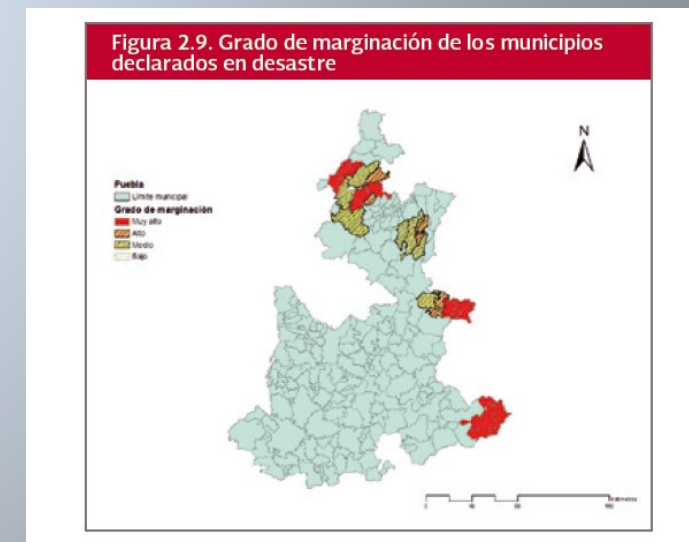 Figura 2.9. Grado de marginación de los municipios
declarados en desastre
N
Puebla
Límite municipal
Grado de marginación
Muy alto
Alto
Medio
Bajo